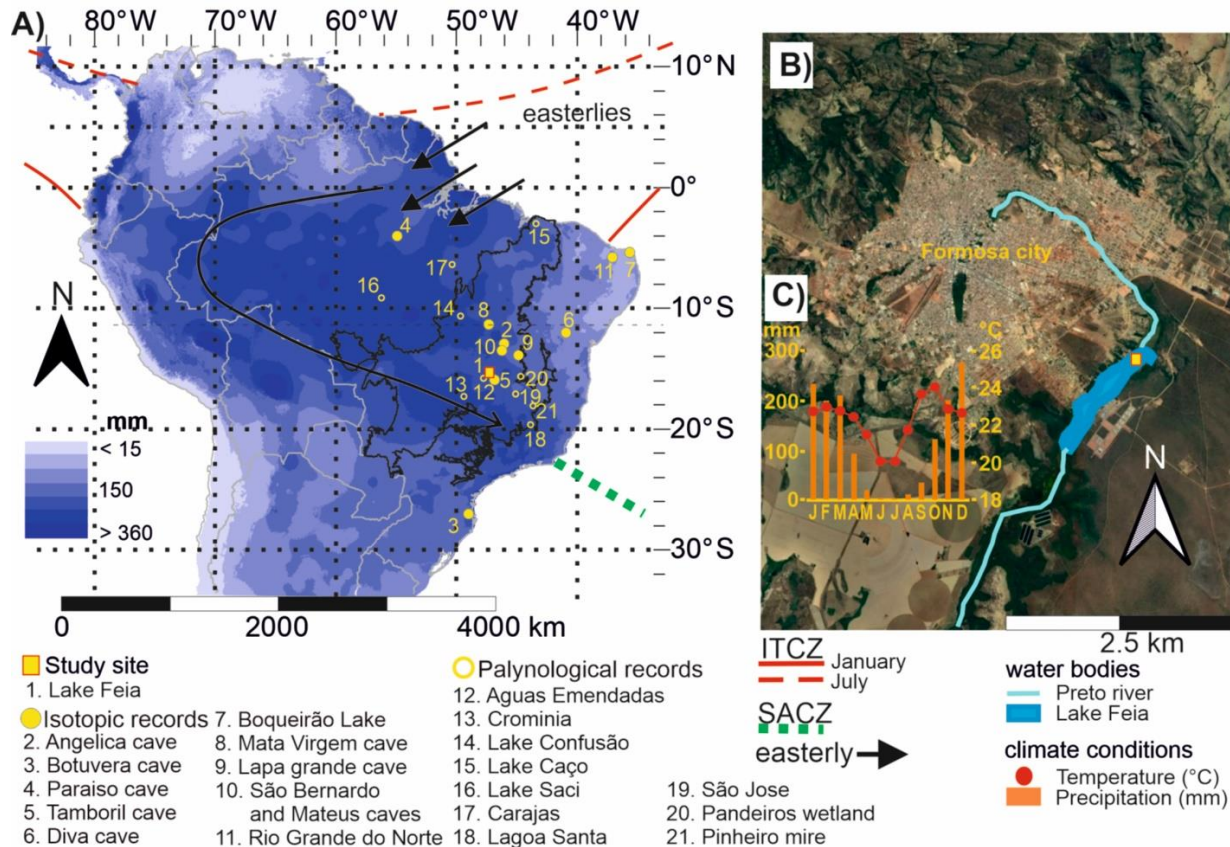 A)
80°W 70°W 60°W 50°W 40°W
10°N
easterlies
0°
4
15
17
11 7
16
10°S
14 8
2 6
10 9
1
13 5 20
12 19
21
18
20°S
3
30°S
N
mm
< 15
150
> 360
0 2000 4000 km
B)
Formosa city
C)
mm °C
300 26
24
200
22
100
20
0 18
J F M A M J J A S O N D
N
2.5 km
Study site
1. Lake Feia
Isotopic records
2. Angelica cave
3. Botuvera cave
4. Paraiso cave
5. Tamboril cave
6. Diva cave
7. Boqueirão Lake
8. Mata Virgem cave
9. Lapa grande cave
10. São Bernardo
and Mateus caves
11. Rio Grande do Norte
Palynological records
12. Aguas Emendadas
13. Crominia
14. Lake Confusão
15. Lake Caço
16. Lake Saci
17. Carajas
18. Lagoa Santa
19. São Jose
20. Pandeiros wetland
21. Pinheiro mire
ITCZ
January
July
SACZ
easterly
water bodies
Preto river
Lake Feia
climate conditions
Temperature (°C)
Precipitation (mm)